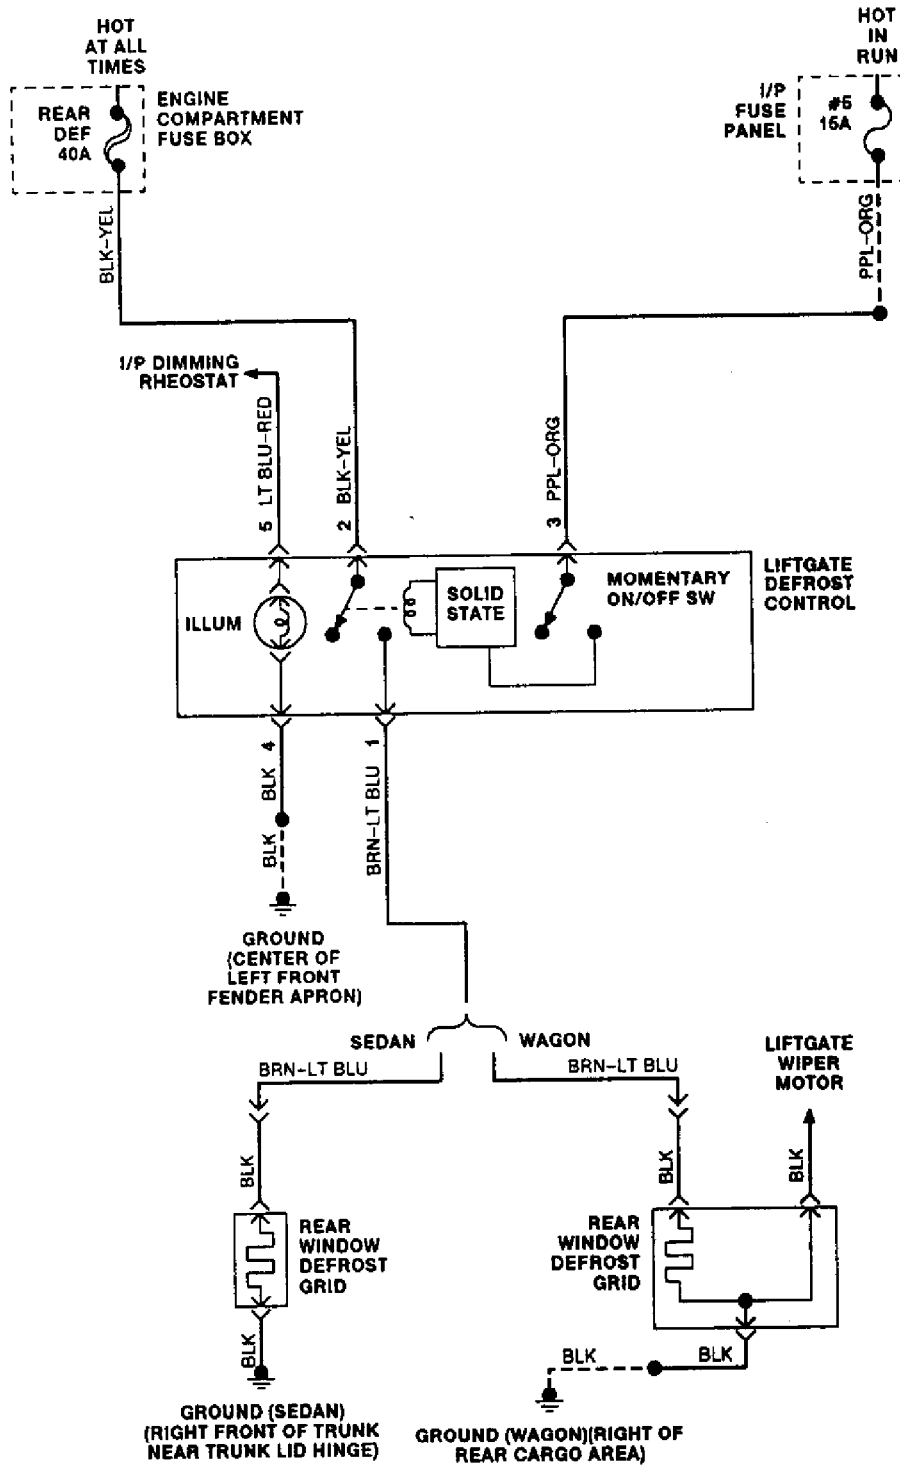 HOT
AT ALL
TIMES
HOT
IN
RUN
REAR
DEF
40A
ENGINE
COMPARTMENT
FUSE BOX
I/P
FUSE
PANEL
#5
15A
BLK-YEL
PPL-ORG
I/P DIMMING
RHEOSTAT
5 LT BLU-RED
2 BLK-YEL
3 PPL-ORG
ILLUM
SOLID
STATE
MOMENTARY
ON/OFF SW
LIFTGATE
DEFROST
CONTROL
BLK 4
BRN-LT BLU 1
BLK
GROUND
(CENTER OF
LEFT FRONT
FENDER APRON)
SEDAN
WAGON
BRN-LT BLU
BRN-LT BLU
LIFTGATE
WIPER
MOTOR
BLK
BLK
BLK
REAR
WINDOW
DEFROST
GRID
REAR
WINDOW
DEFROST
GRID
BLK
BLK
BLK
GROUND (SEDAN)
(RIGHT FRONT OF TRUNK
NEAR TRUNK LID HINGE)
GROUND (WAGON)(RIGHT OF
REAR CARGO AREA)